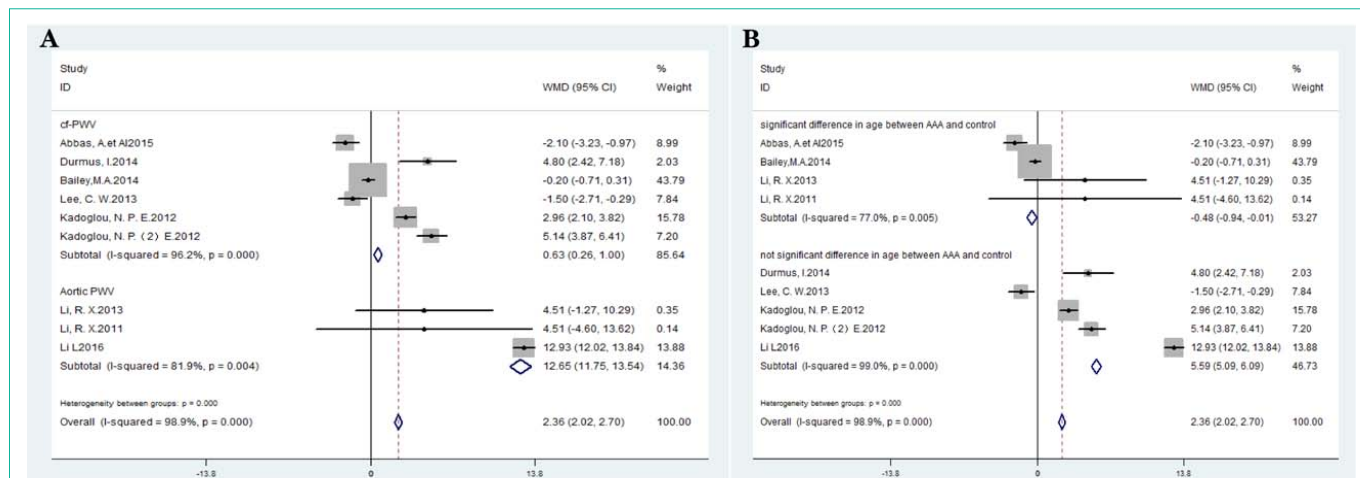 A
Study %
ID WMD (95% CI) Weight
cf-PWV
Abbas, A.et Al2015 -2.10 (-3.23, -0.97) 8.99
Durmus, I.2014 4.80 (2.42, 7.18) 2.03
Bailey,M.A.2014 -0.20 (-0.71, 0.31) 43.79
Lee, C. W.2013 -1.50 (-2.71, -0.29) 7.84
Kadoglou, N. P. E.2012 2.96 (2.10, 3.82) 15.78
Kadoglou, N. P.（2）E.2012 5.14 (3.87, 6.41) 7.20
Subtotal (I-squared = 96.2%, p = 0.000) 0.63 (0.26, 1.00) 85.64
Aortic PWV
Li, R. X.2013 4.51 (-1.27, 10.29) 0.35
Li, R. X.2011 4.51 (-4.60, 13.62) 0.14
Li L2016 12.93 (12.02, 13.84) 13.88
Subtotal (I-squared = 81.9%, p = 0.004) 12.65 (11.75, 13.54) 14.36
Heterogeneity between groups: p = 0.000
Overall (I-squared = 98.9%, p = 0.000) 2.36 (2.02, 2.70) 100.00
-13.8 0 13.8
B
Study %
ID WMD (95% CI) Weight
significant difference in age between AAA and control
Abbas, A.et Al2015 -2.10 (-3.23, -0.97) 8.99
Bailey,M.A.2014 -0.20 (-0.71, 0.31) 43.79
Li, R. X.2013 4.51 (-1.27, 10.29) 0.35
Li, R. X.2011 4.51 (-4.60, 13.62) 0.14
Subtotal (I-squared = 77.0%, p = 0.005) -0.48 (-0.94, -0.01) 53.27
not significant difference in age between AAA and control
Durmus, I.2014 4.80 (2.42, 7.18) 2.03
Lee, C. W.2013 -1.50 (-2.71, -0.29) 7.84
Kadoglou, N. P. E.2012 2.96 (2.10, 3.82) 15.78
Kadoglou, N. P.（2）E.2012 5.14 (3.87, 6.41) 7.20
Li L2016 12.93 (12.02, 13.84) 13.88
Subtotal (I-squared = 99.0%, p = 0.000) 5.59 (5.09, 6.09) 46.73
Heterogeneity between groups: p = 0.000
Overall (I-squared = 98.9%, p = 0.000) 2.36 (2.02, 2.70) 100.00
-13.8 0 13.8